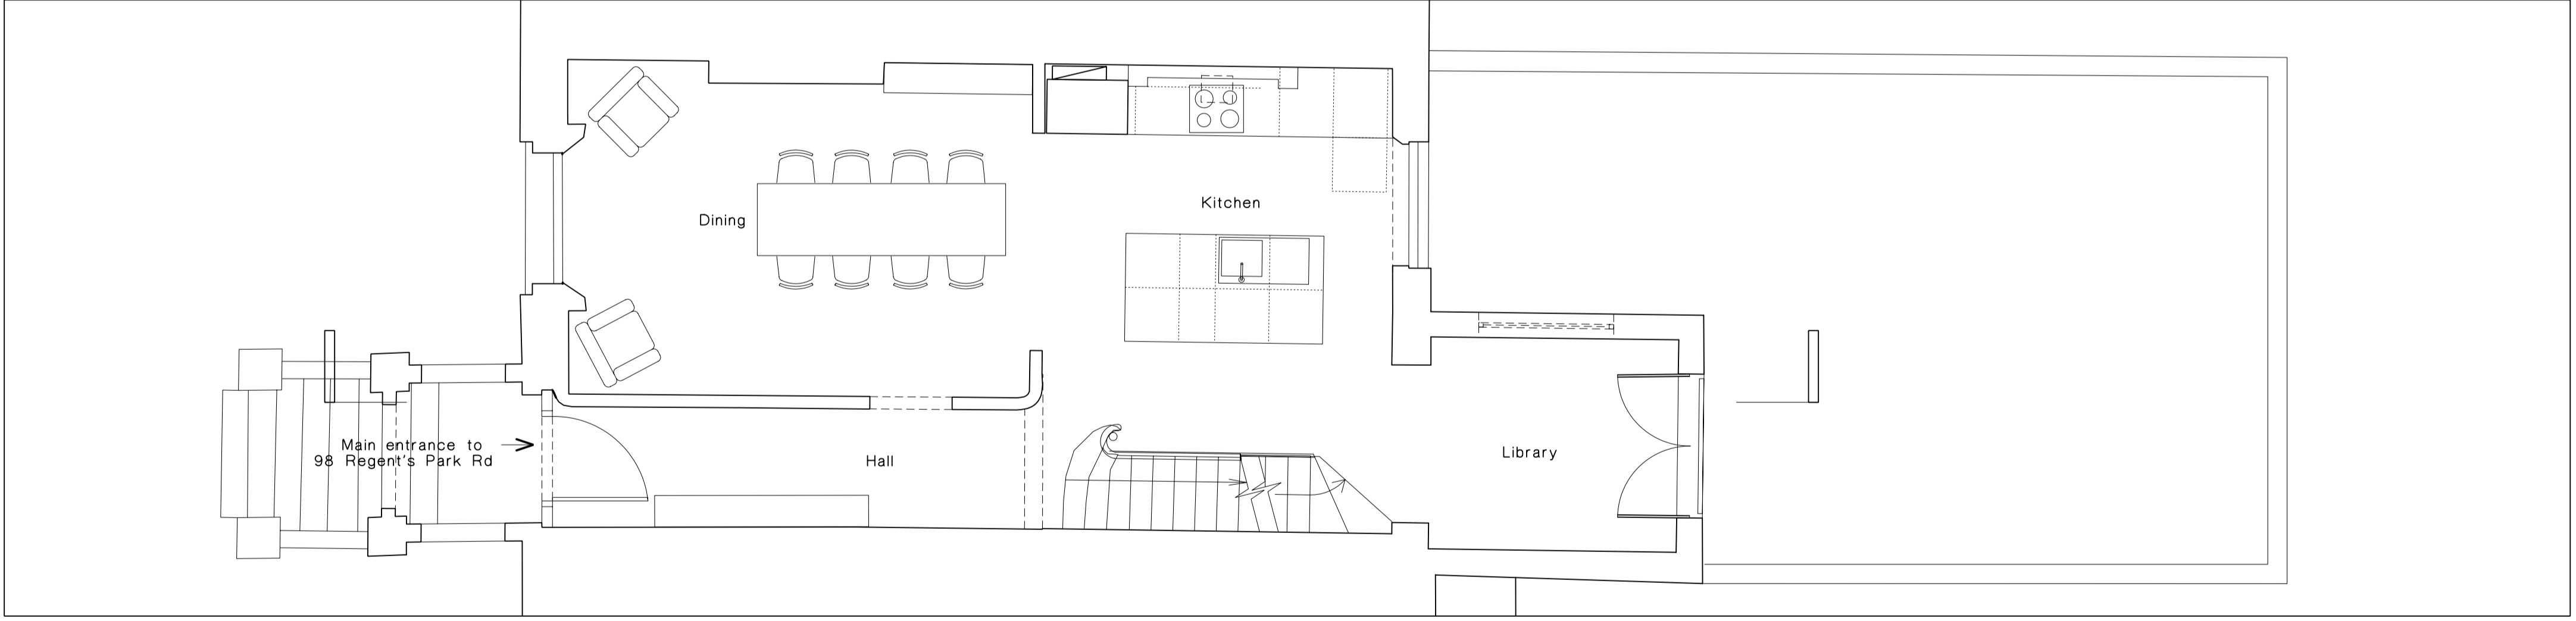 Kitchen
Dining
Main entrance to
98 Regent's Park Rd
Hall
Library